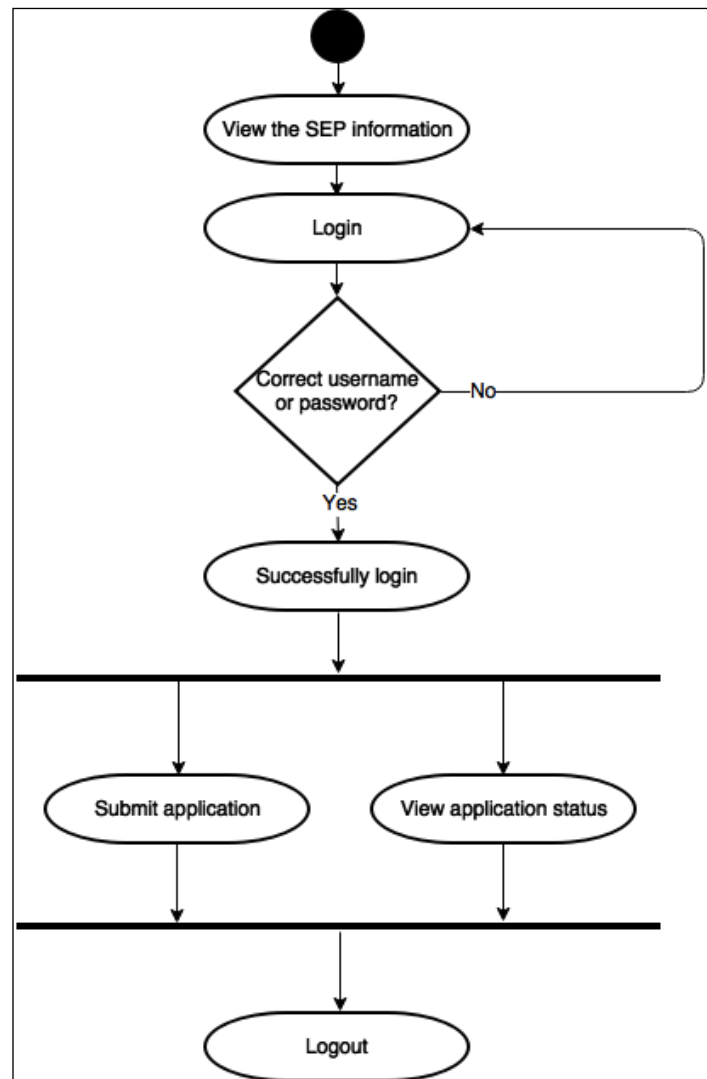 View the SEP information
Login
Correct username
or password?
No
Yes
Successfully login
Submit application
View application status
Logout